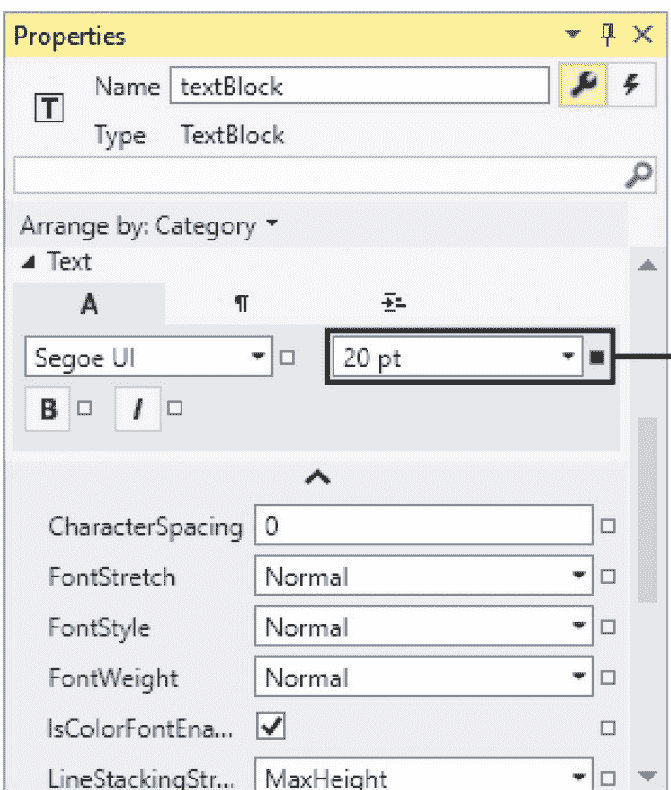 Properties
Name textBlock
T
Type TextBlock
Arrange by: Category
Text
A ¶
Segoe UI 20 pt
B I
CharacterSpacing 0
FontStretch Normal
FontStyle Normal
FontWeight Normal
IsColorFontEna...
LineStackingStr... MaxHeight